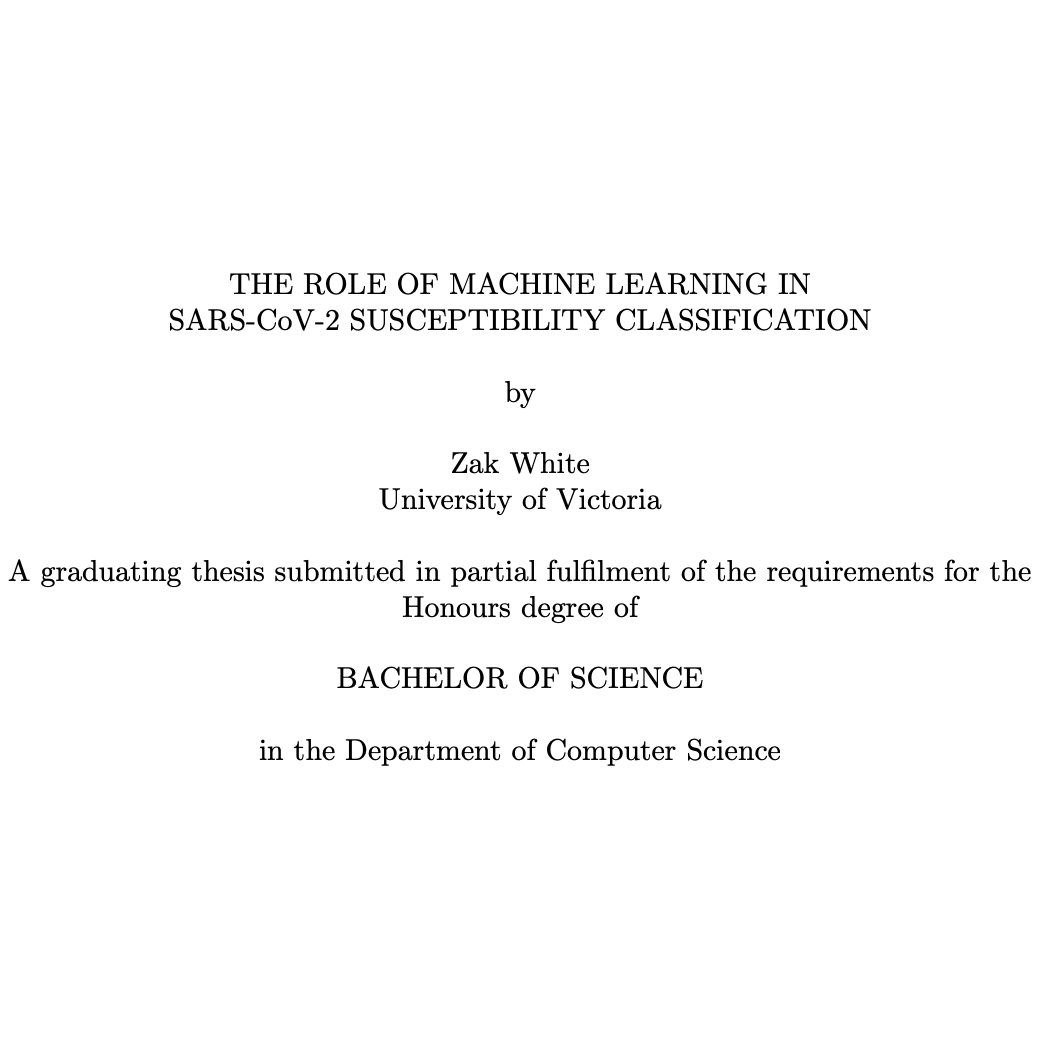 THE ROLE OF MACHINE LEARNING IN
SARS-CoV-2 SUSCEPTIBILITY CLASSIFICATION
by
Zak White
University of Victoria
A graduating thesis submitted in partial fulfilment of the requirements for the
Honours degree of
BACHELOR OF SCIENCE
in the Department of Computer Science